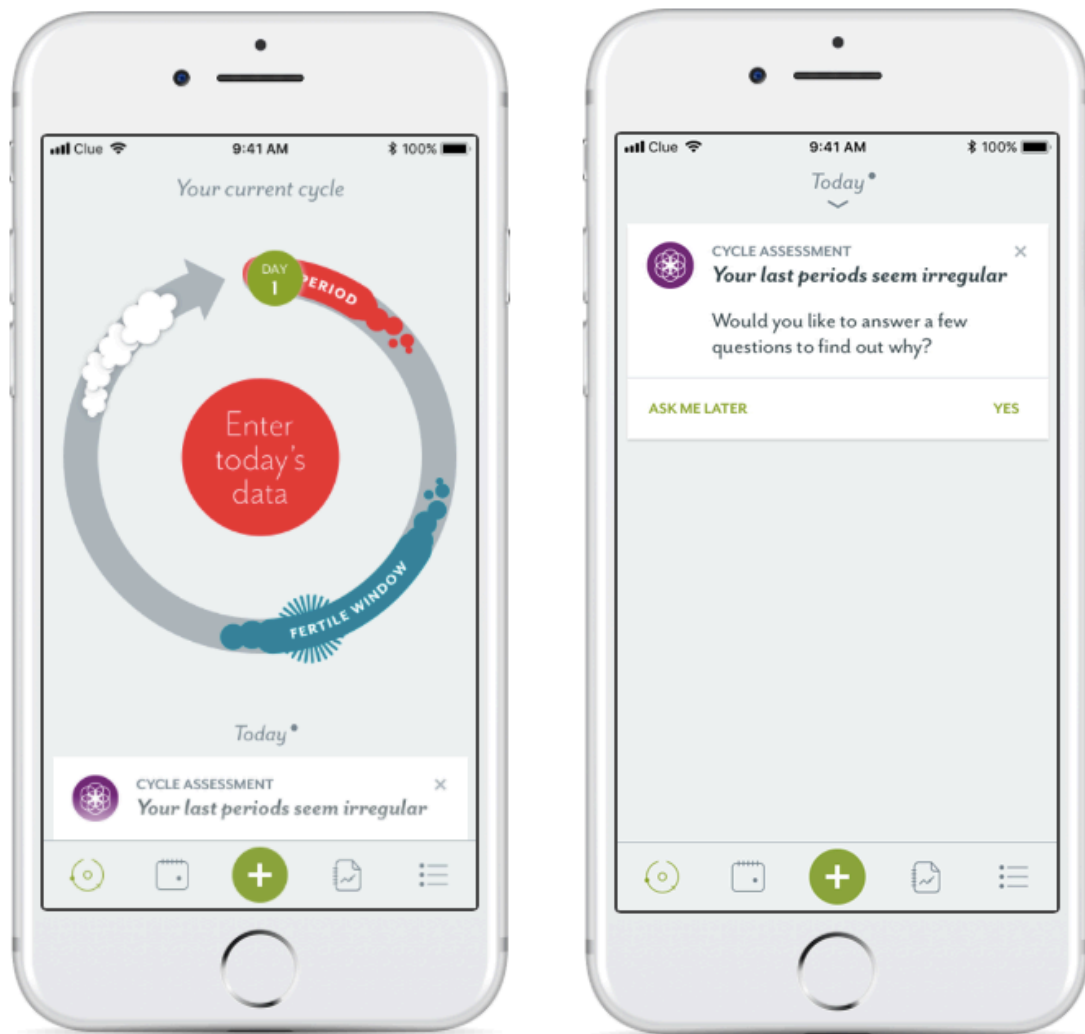 Clue
9:41 AM
100%
Your current cycle
DAY
1
PERIOD
Enter
today's
data
FERTILE WINDOW
Today
CYCLE ASSESSMENT
Your last periods seem irregular
Clue
9:41 AM
100%
Today
CYCLE ASSESSMENT
Your last periods seem irregular
Would you like to answer a few
questions to find out why?
ASK ME LATER
YES